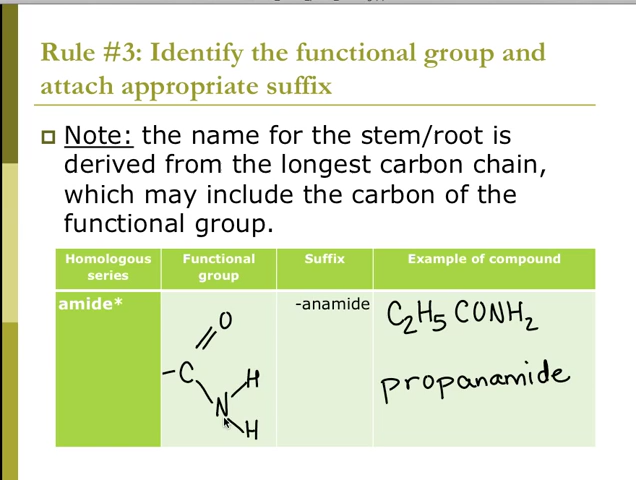 Rule #3: Identify the functional group and
attach appropriate suffix
Note: the name for the stem/root is
derived from the longest carbon chain,
which may include the carbon of the
functional group.
Homologous series
Functional group
Suffix
Example of compound
amide*
O
-C
H
N
H
-anamide
C₂H₅CONH₂
propanamide